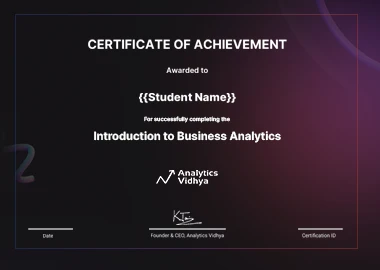 CERTIFICATE OF ACHIEVEMENT
Awarded to
{{Student Name}}
For successfully completing the
Introduction to Business Analytics
Analytics
Vidhya
Date
Founder & CEO, Analytics Vidhya
Certification ID